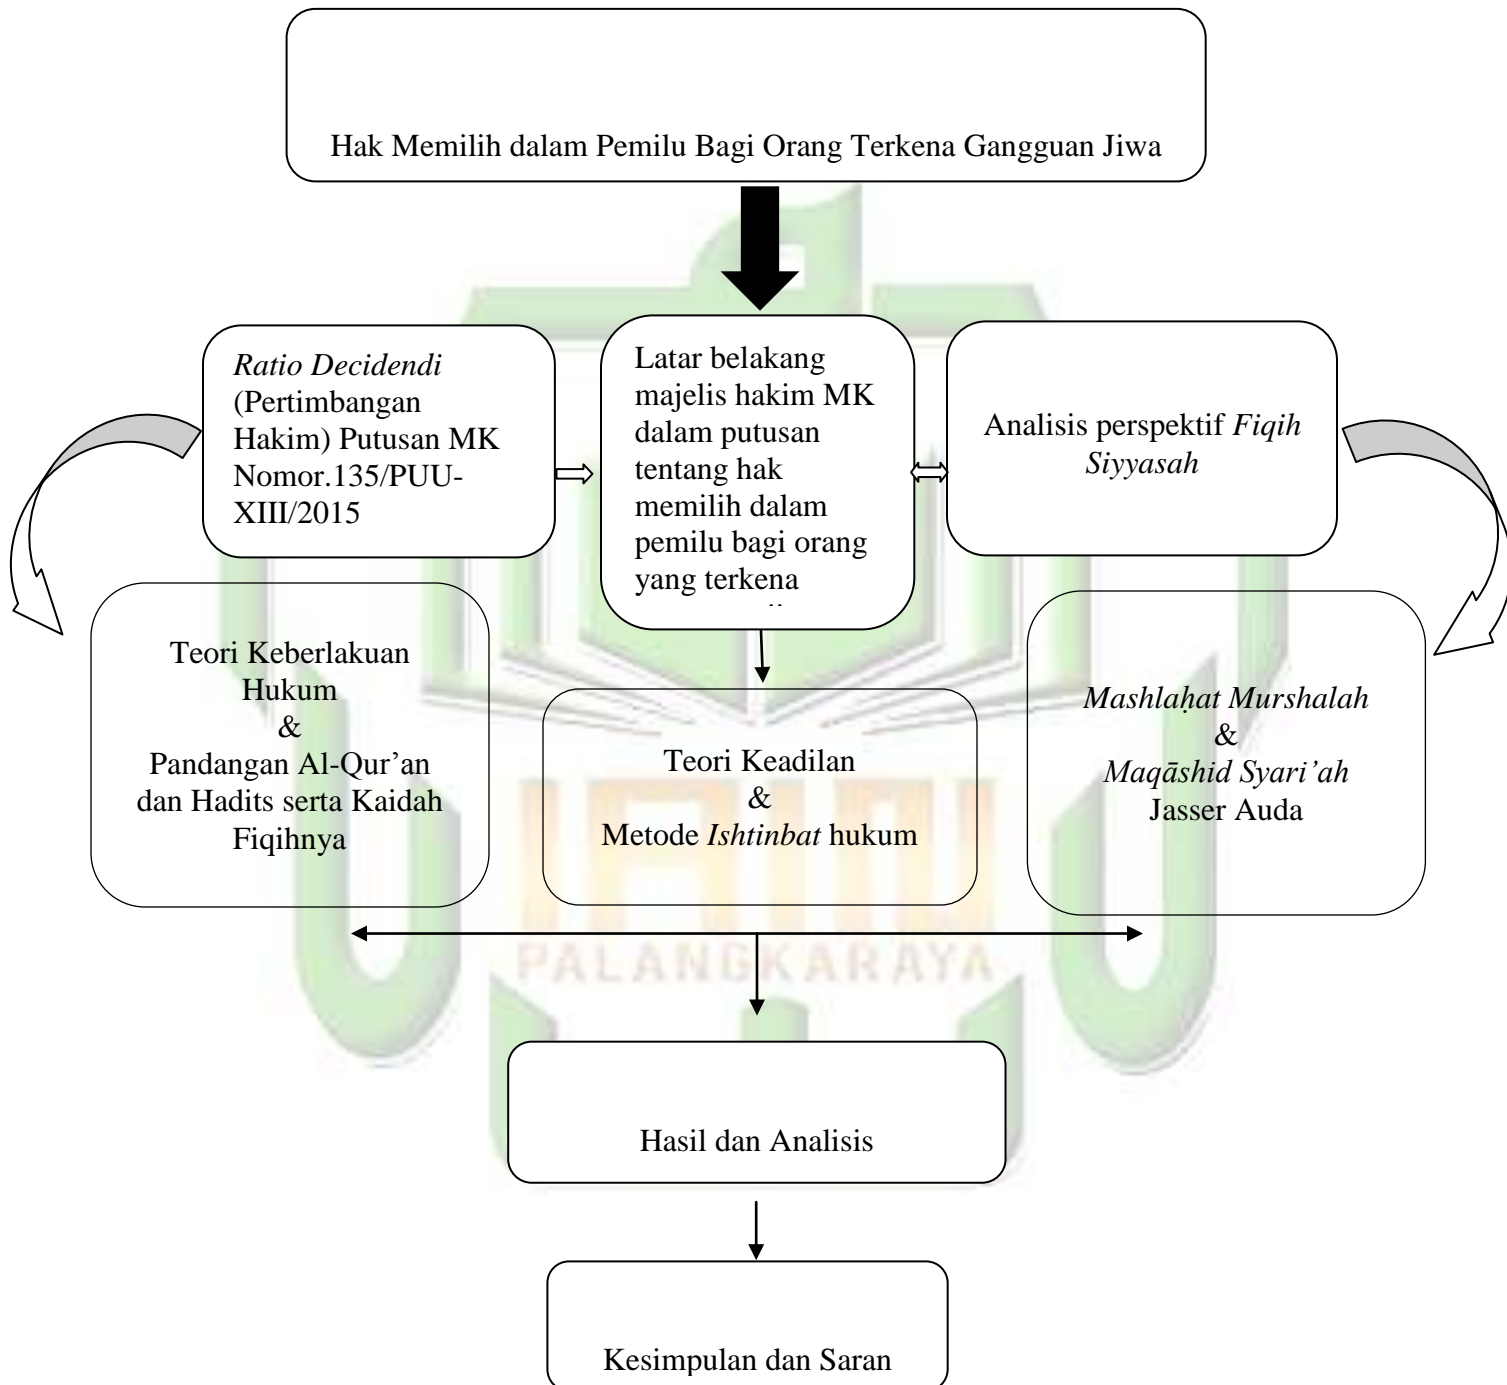 Hak Memilih dalam Pemilu Bagi Orang Terkena Gangguan Jiwa
Ratio Decidendi
(Pertimbangan
Hakim) Putusan MK
Nomor.135/PUU-
XIII/2015
Latar belakang
majelis hakim MK
dalam putusan
tentang hak
memilih dalam
pemilu bagi orang
yang terkena
Analisis perspektif Fiqih
Siyyasah
Teori Keberlakuan
Hukum
&
Pandangan Al-Qur’an
dan Hadits serta Kaidah
Fiqihnya
Teori Keadilan
&
Metode Ishtinbat hukum
Mashlaḥat Murshalah
&
Maqāshid Syari’ah
Jasser Auda
IAIN
PALANGKARAYA
Hasil dan Analisis
Kesimpulan dan Saran